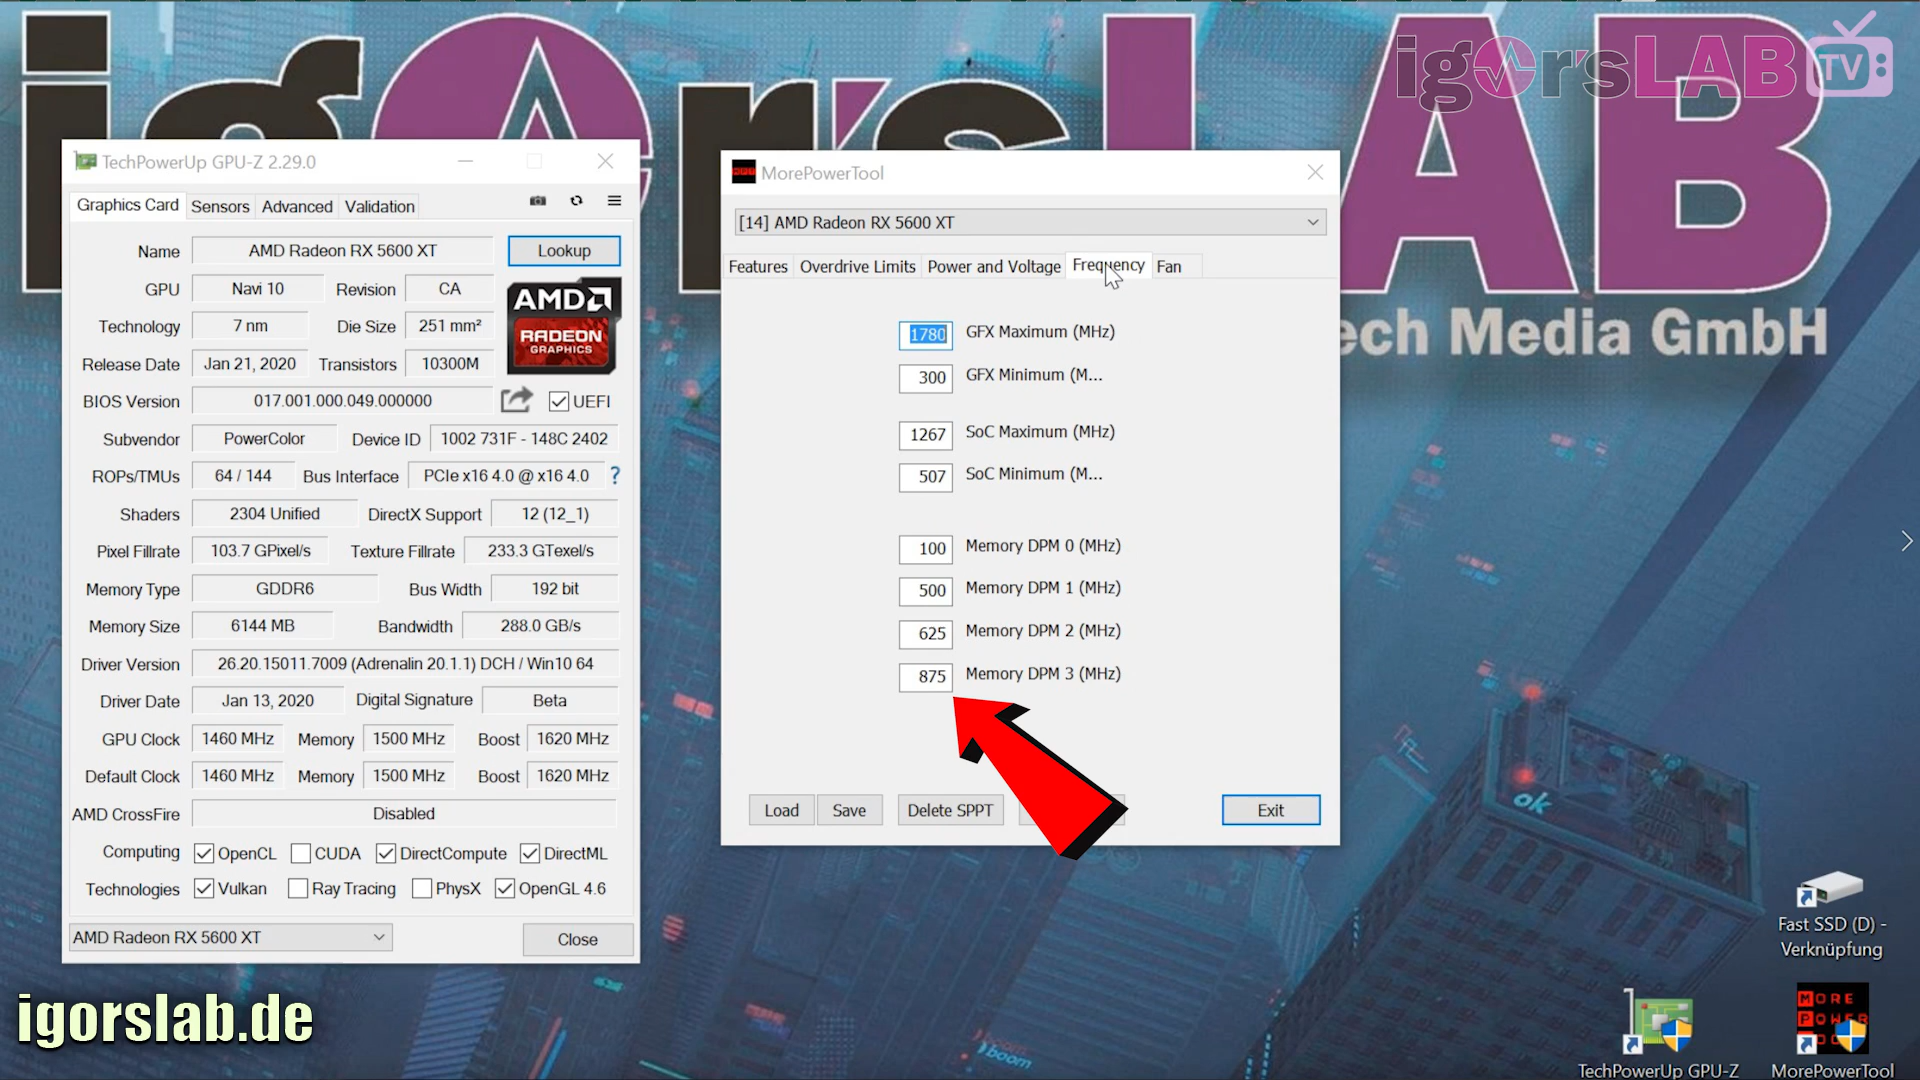 igor'sLAB
igor'sLAB TV
ech Media GmbH
TechPowerUp GPU-Z 2.29.0
Graphics Card Sensors Advanced Validation
Name AMD Radeon RX 5600 XT Lookup
GPU Navi 10 Revision CA
AMD
RADEON
GRAPHICS
Technology 7 nm Die Size 251 mm²
Release Date Jan 21, 2020 Transistors 10300M
BIOS Version 017.001.000.049.000000 UEFI
Subvendor PowerColor Device ID 1002 731F - 148C 2402
ROPs/TMUs 64 / 144 Bus Interface PCIe x16 4.0 @ x16 4.0 ?
Shaders 2304 Unified DirectX Support 12 (12_1)
Pixel Fillrate 103.7 GPixel/s Texture Fillrate 233.3 GTexel/s
Memory Type GDDR6 Bus Width 192 bit
Memory Size 6144 MB Bandwidth 288.0 GB/s
Driver Version 26.20.15011.7009 (Adrenalin 20.1.1) DCH / Win10 64
Driver Date Jan 13, 2020 Digital Signature Beta
GPU Clock 1460 MHz Memory 1500 MHz Boost 1620 MHz
Default Clock 1460 MHz Memory 1500 MHz Boost 1620 MHz
AMD CrossFire Disabled
Computing OpenCL CUDA DirectCompute DirectML
Technologies Vulkan Ray Tracing PhysX OpenGL 4.6
AMD Radeon RX 5600 XT Close
MorePowerTool
[14] AMD Radeon RX 5600 XT
Features Overdrive Limits Power and Voltage Frequency Fan
1780 GFX Maximum (MHz)
300 GFX Minimum (M...
1267 SoC Maximum (MHz)
507 SoC Minimum (M...
100 Memory DPM 0 (MHz)
500 Memory DPM 1 (MHz)
625 Memory DPM 2 (MHz)
875 Memory DPM 3 (MHz)
Load Save Delete SPPT Exit
ok
boom
Fast SSD (D) -
Verknüpfung
MORE
POWER
TechPowerUp GPU-Z
MorePowerTool
igorslab.de